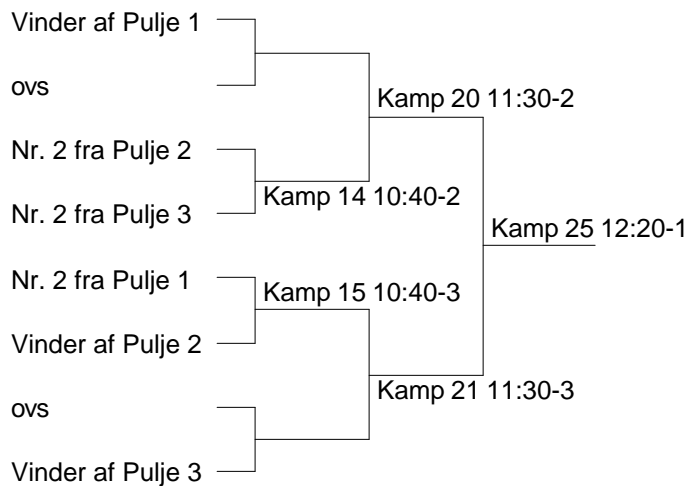 Vinder af Pulje 1
ovs
Kamp 20 11:30-2
Nr. 2 fra Pulje 2
Kamp 14 10:40-2
Nr. 2 fra Pulje 3
Kamp 25 12:20-1
Nr. 2 fra Pulje 1
Kamp 15 10:40-3
Vinder af Pulje 2
Kamp 21 11:30-3
ovs
Vinder af Pulje 3